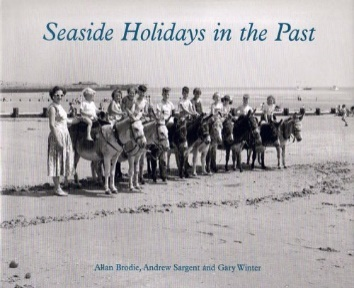 Seaside Holidays in the Past
Allan Brodie, Andrew Sargent and Gary Winter